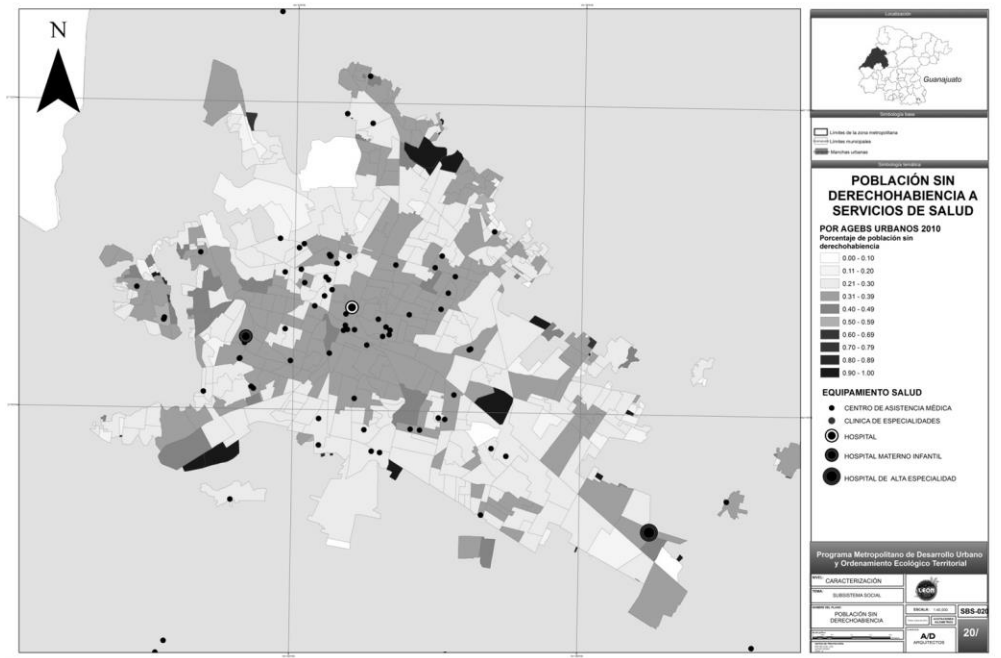 N
Localización
Guanajuato
Simbología base
Límites de la zona metropolitana
Límites municipales
Manchas urbanas
Simbología temática
POBLACIÓN SIN
DERECHOHABIENCIA A
SERVICIOS DE SALUD
POR AGEBS URBANOS 2010
Porcentaje de población sin
derechohabiencia
0.00 - 0.10
0.11 - 0.20
0.21 - 0.30
0.31 - 0.39
0.40 - 0.49
0.50 - 0.59
0.60 - 0.69
0.70 - 0.79
0.80 - 0.89
0.90 - 1.00
EQUIPAMIENTO SALUD
CENTRO DE ASISTENCIA MÉDICA
CLINICA DE ESPECIALIDADES
HOSPITAL
HOSPITAL MATERNO INFANTIL
HOSPITAL DE ALTA ESPECIALIDAD
Programa Metropolitano de Desarrollo Urbano
y Ordenamiento Ecológico Territorial
CARACTERIZACIÓN
SUBSISTEMA SOCIAL
POBLACIÓN SIN
DERECHOHABIENCIA
LEÓN
ESCALA
SBS-020
A/D
ARQUITECTOS
20/